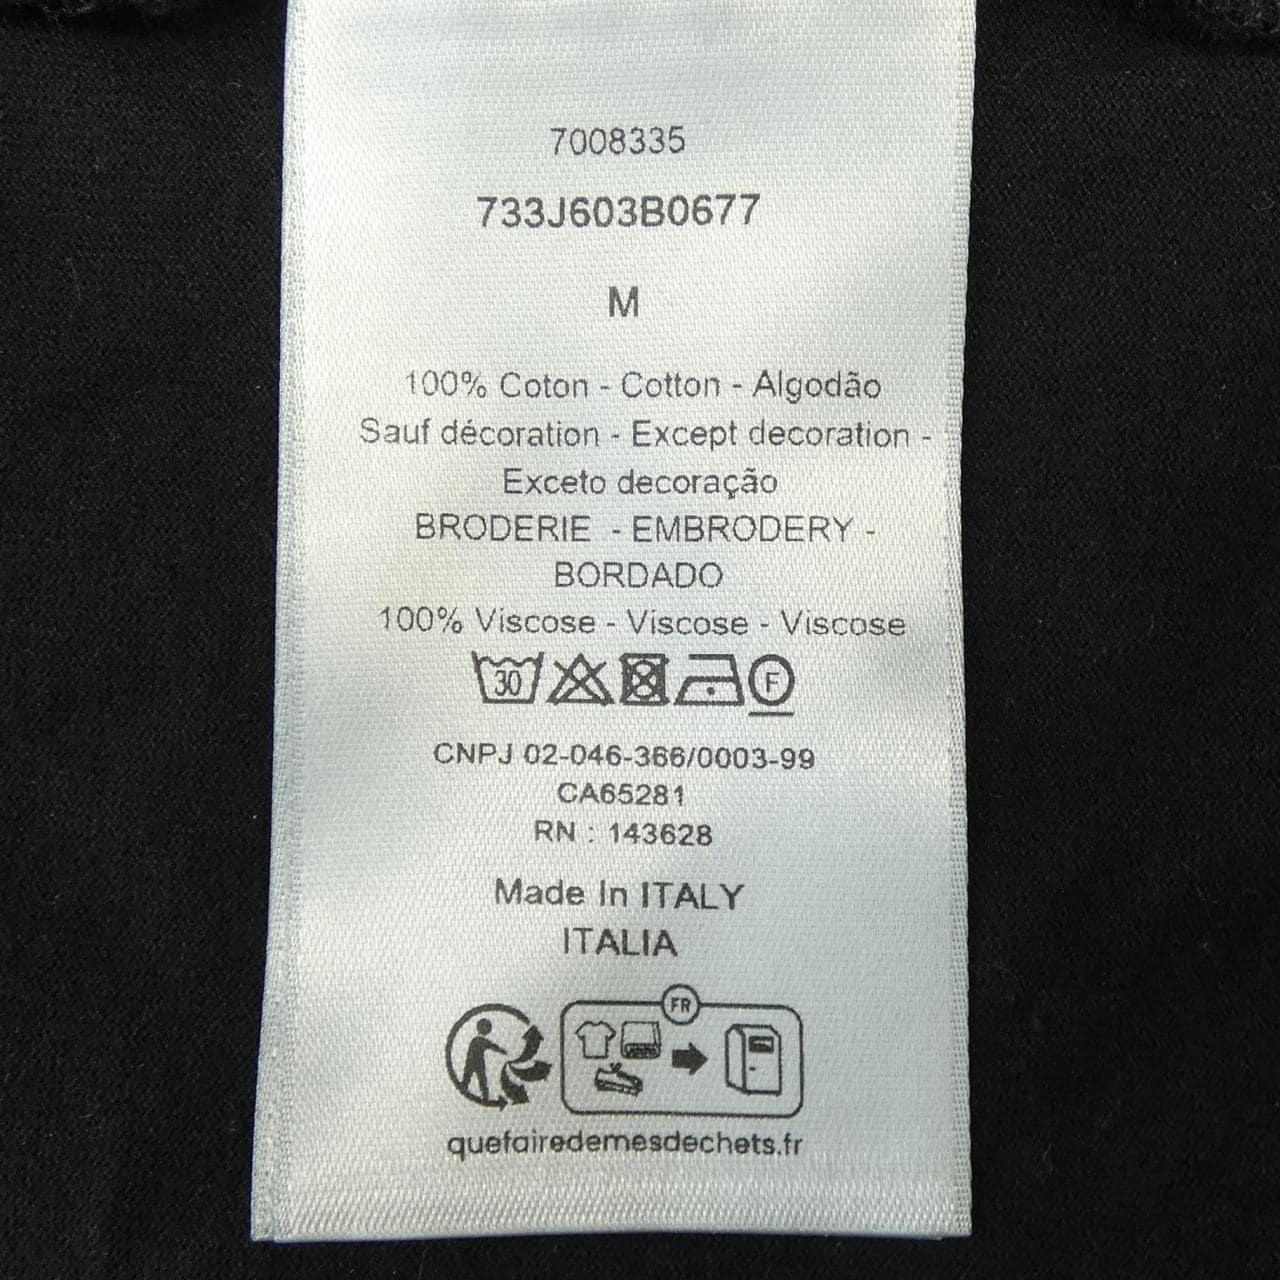 7008335
733J603B0677
M
100% Coton - Cotton - Algodão
Sauf décoration - Except decoration -
Exceto decoração
BRODERIE - EMBRODERY -
BORDADO
100% Viscose - Viscose - Viscose
30 F
CNPJ 02-046-366/0003-99
CA65281
RN : 143628
Made In ITALY
ITALIA
FR
quefairedemesdechets.fr